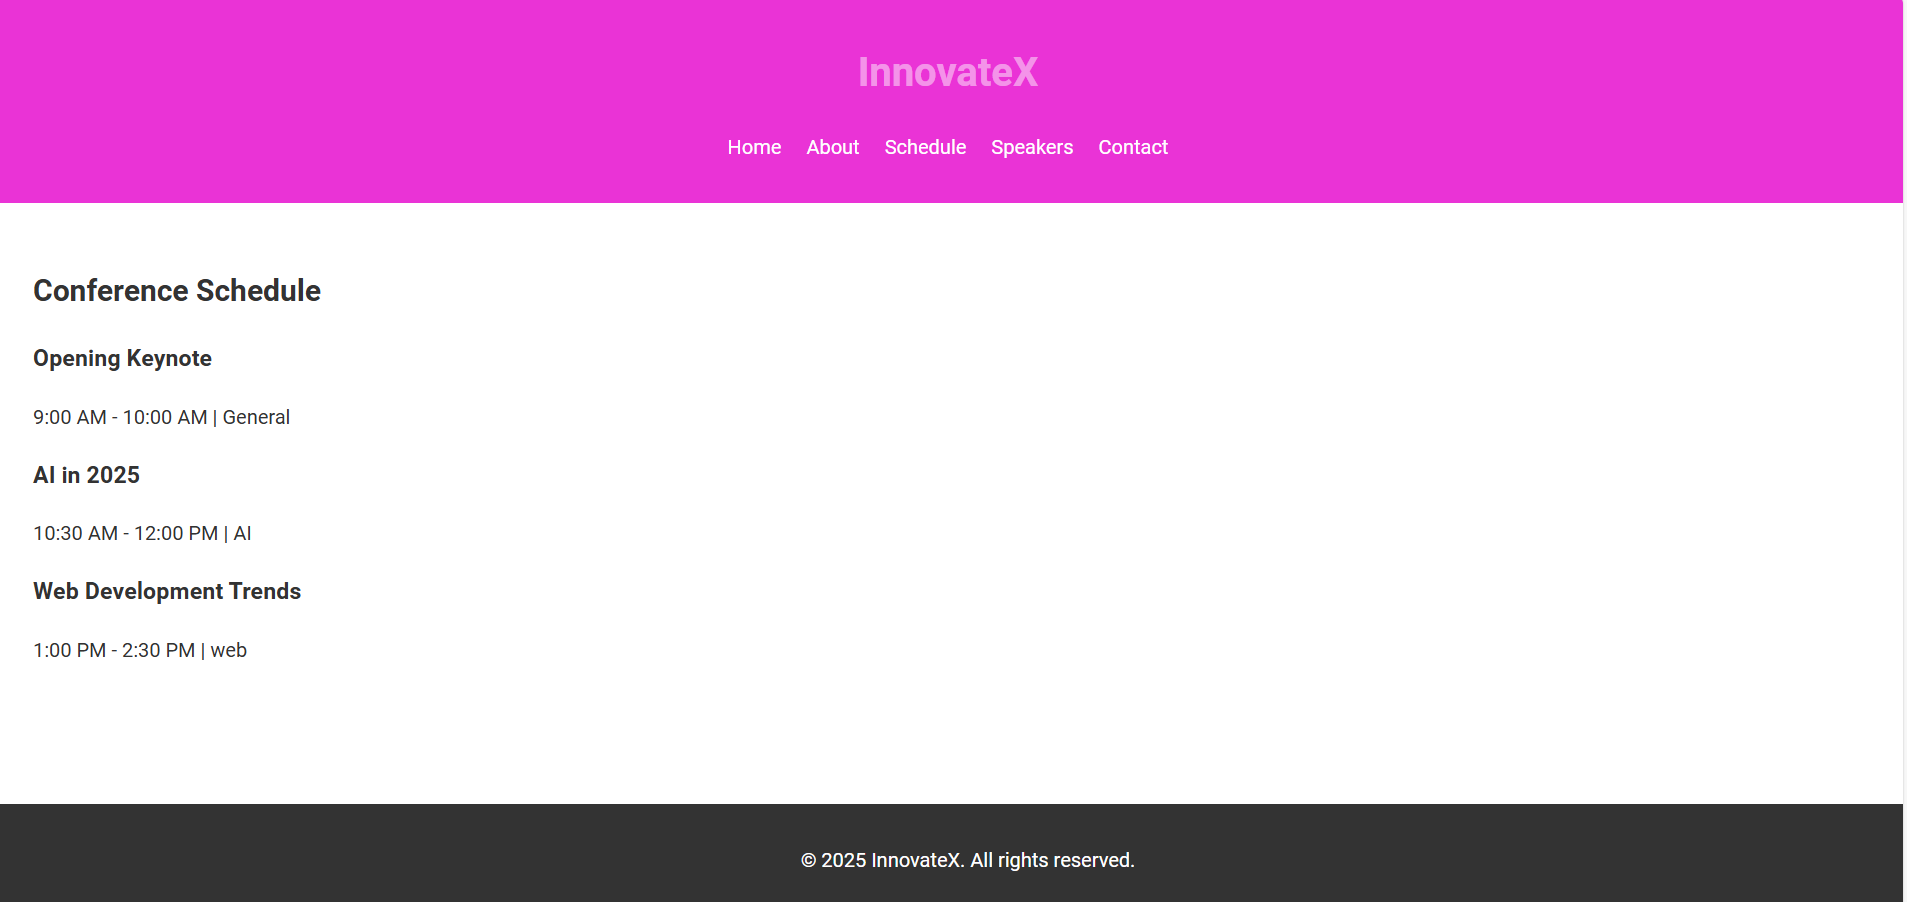 InnovateX
Home About Schedule Speakers Contact
Conference Schedule
Opening Keynote
9:00 AM - 10:00 AM | General
AI in 2025
10:30 AM - 12:00 PM | AI
Web Development Trends
1:00 PM - 2:30 PM | web
© 2025 InnovateX. All rights reserved.